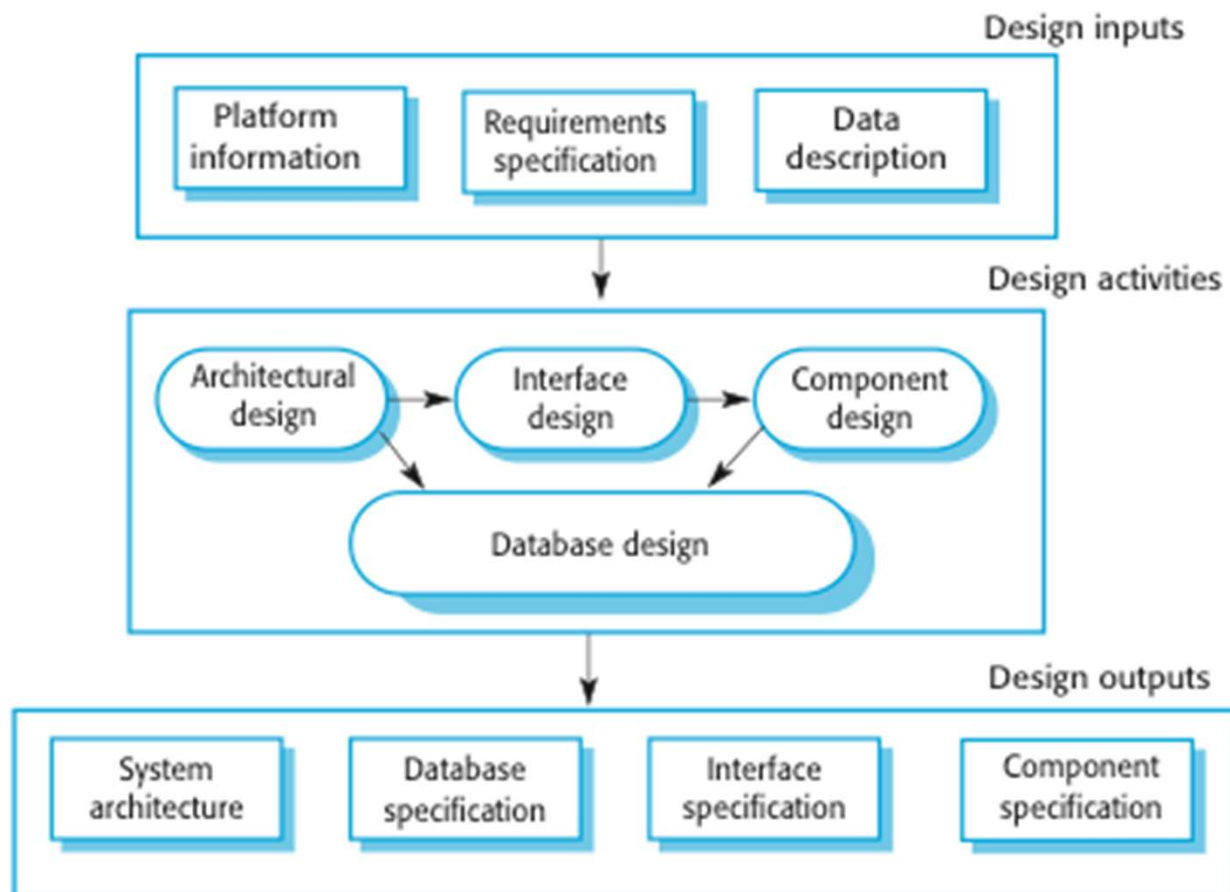 Design inputs
Platform
information
Requirements
specification
Data
description
Design activities
Architectural
design
Interface
design
Component
design
Database design
Design outputs
System
architecture
Database
specification
Interface
specification
Component
specification